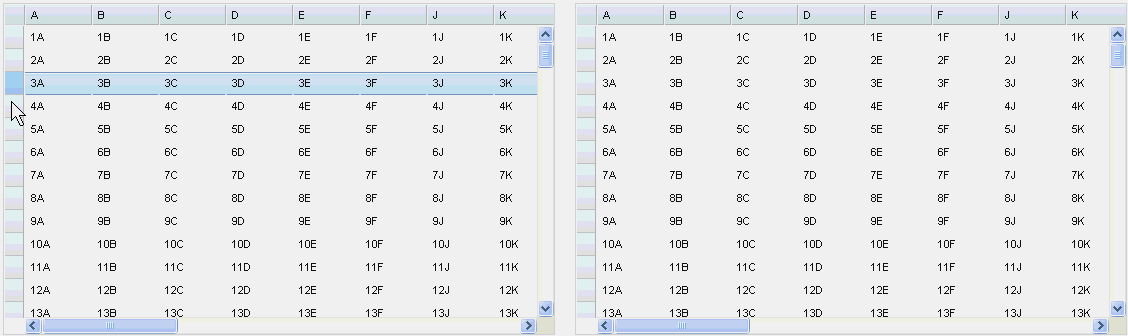 A B C D E F J K
1A 1B 1C 1D 1E 1F 1J 1K
2A 2B 2C 2D 2E 2F 2J 2K
3A 3B 3C 3D 3E 3F 3J 3K
4A 4B 4C 4D 4E 4F 4J 4K
5A 5B 5C 5D 5E 5F 5J 5K
6A 6B 6C 6D 6E 6F 6J 6K
7A 7B 7C 7D 7E 7F 7J 7K
8A 8B 8C 8D 8E 8F 8J 8K
9A 9B 9C 9D 9E 9F 9J 9K
10A 10B 10C 10D 10E 10F 10J 10K
11A 11B 11C 11D 11E 11F 11J 11K
12A 12B 12C 12D 12E 12F 12J 12K
13A 13B 13C 13D 13E 13F 13J 13K
A B C D E F J K
1A 1B 1C 1D 1E 1F 1J 1K
2A 2B 2C 2D 2E 2F 2J 2K
3A 3B 3C 3D 3E 3F 3J 3K
4A 4B 4C 4D 4E 4F 4J 4K
5A 5B 5C 5D 5E 5F 5J 5K
6A 6B 6C 6D 6E 6F 6J 6K
7A 7B 7C 7D 7E 7F 7J 7K
8A 8B 8C 8D 8E 8F 8J 8K
9A 9B 9C 9D 9E 9F 9J 9K
10A 10B 10C 10D 10E 10F 10J 10K
11A 11B 11C 11D 11E 11F 11J 11K
12A 12B 12C 12D 12E 12F 12J 12K
13A 13B 13C 13D 13E 13F 13J 13K